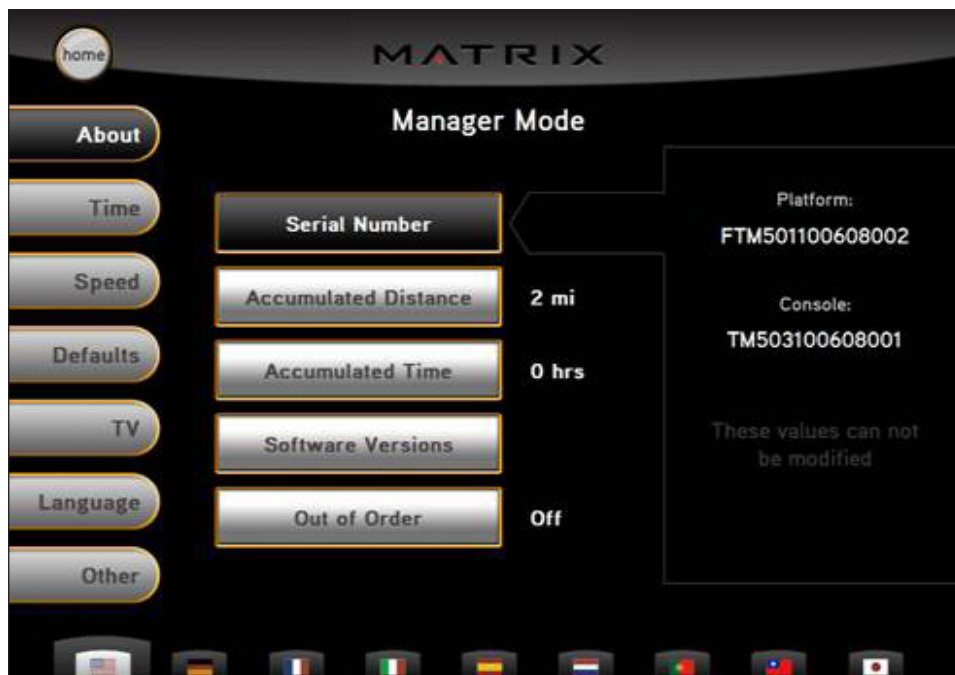 home
MATRIX
Manager Mode
About
Time
Speed
Defaults
TV
Language
Other
Serial Number
Accumulated Distance
2 mi
Accumulated Time
0 hrs
Software Versions
Out of Order
Off
Platform:
FTM501100608002
Console:
TM503100608001
These values can not
be modified